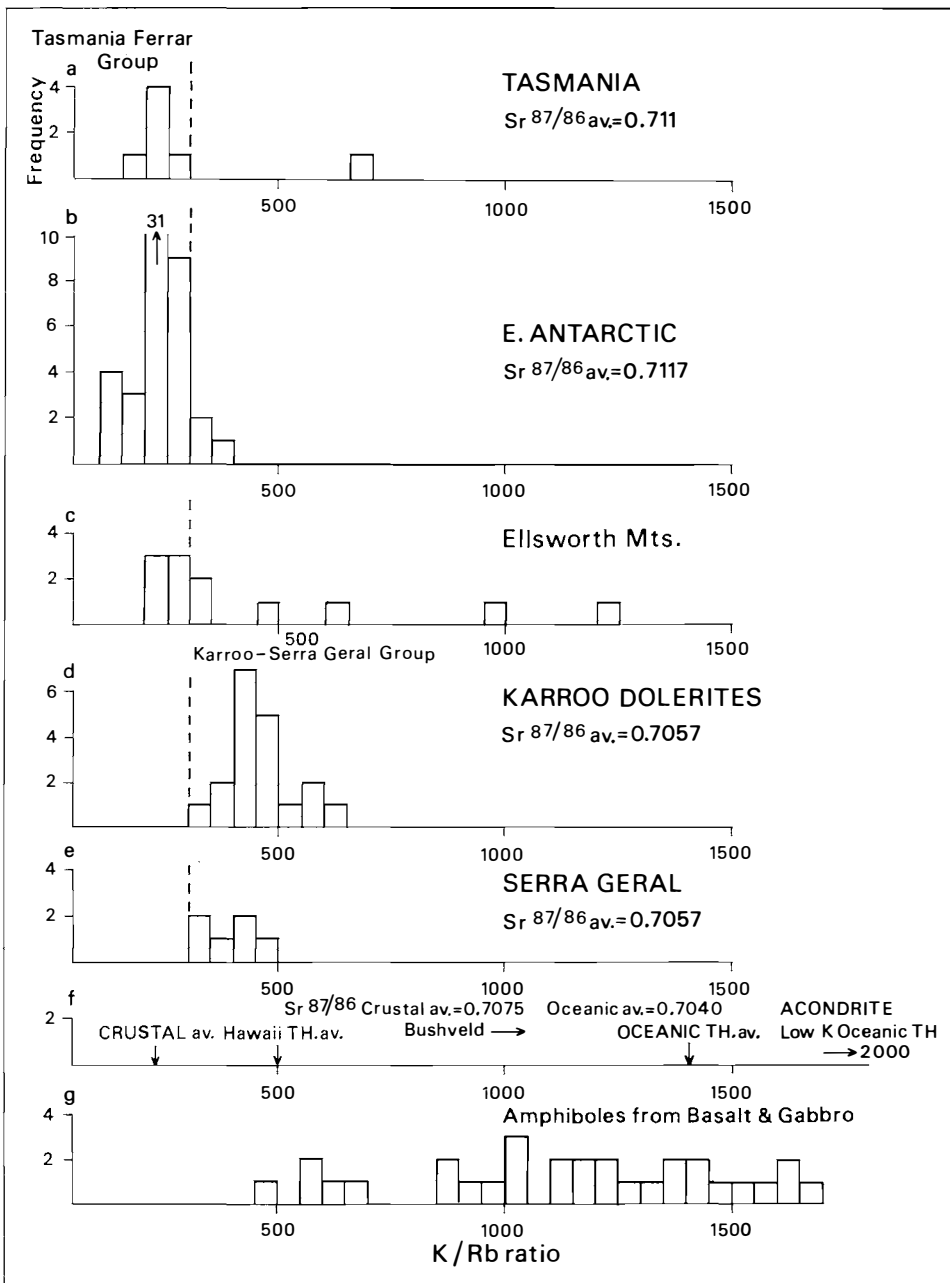 Tasmania Ferrar
Group
a
Frequency
4
2
TASMANIA
Sr 87/86 av.=0.711
500
1000
1500
b
31
10
8
6
4
2
E. ANTARCTIC
Sr 87/86 av.=0.7117
500
1000
1500
c
4
2
Ellsworth Mts.
500
1000
1500
Karroo-Serra Geral Group
d
6
4
2
KARROO DOLERITES
Sr 87/86 av.=0.7057
500
1000
1500
e
4
2
SERRA GERAL
Sr 87/86 av.=0.7057
500
1000
1500
f
2
Sr 87/86 Crustal av.=0.7075
Oceanic av.=0.7040
ACONDRITE
Bushveld →
CRUSTAL av.
Hawaii TH.av.
OCEANIC TH.av.
Low K Oceanic TH
→ 2000
500
1000
1500
g
4
2
Amphiboles from Basalt & Gabbro
500
1000
1500
K/Rb ratio